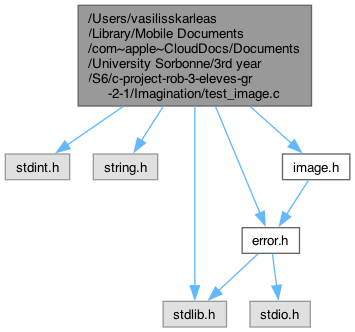 /Users/vasilisskarleas
/Library/Mobile Documents
/com~apple~CloudDocs/Documents
/University Sorbonne/3rd year
/S6/c-project-rob-3-eleves-gr
-2-1/Imagination/test_image.c
stdint.h
string.h
image.h
error.h
stdlib.h
stdio.h